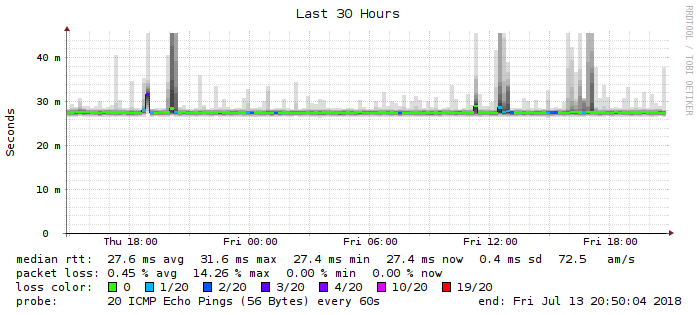 Last 30 Hours
RRDTOOL / TOBI OETIKER
Seconds
40 m
30 m
20 m
10 m
0
Thu 18:00 Fri 00:00 Fri 06:00 Fri 12:00 Fri 18:00
median rtt: 27.6 ms avg 31.6 ms max 27.4 ms min 27.4 ms now 0.4 ms sd 72.5 am/s
packet loss: 0.45 % avg 14.26 % max 0.00 % min 0.00 % now
loss color: 0 1/20 2/20 3/20 4/20 10/20 19/20
probe: 20 ICMP Echo Pings (56 Bytes) every 60s end: Fri Jul 13 20:50:04 2018